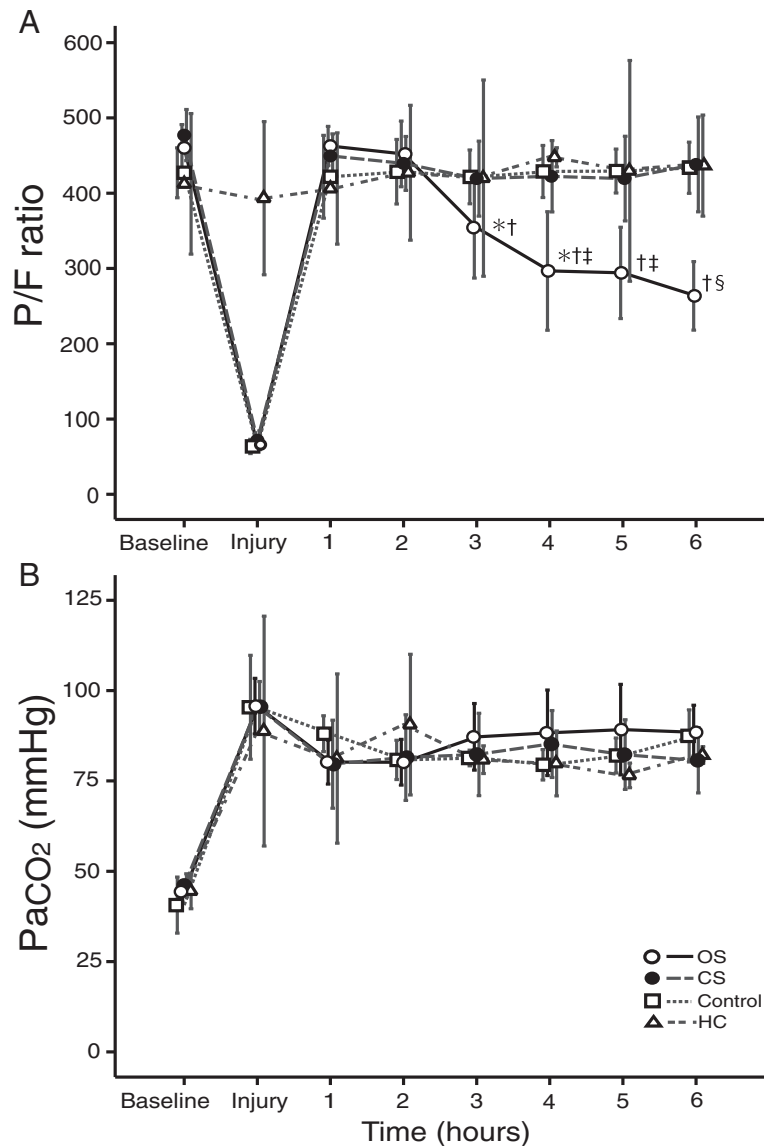 A
P/F ratio
600
500
400
300
200
100
0
*†
*†‡
†‡
†§
Baseline Injury 1 2 3 4 5 6
B
PaCO2 (mmHg)
125
100
75
50
25
0
OS
CS
Control
HC
Baseline Injury 1 2 3 4 5 6
Time (hours)